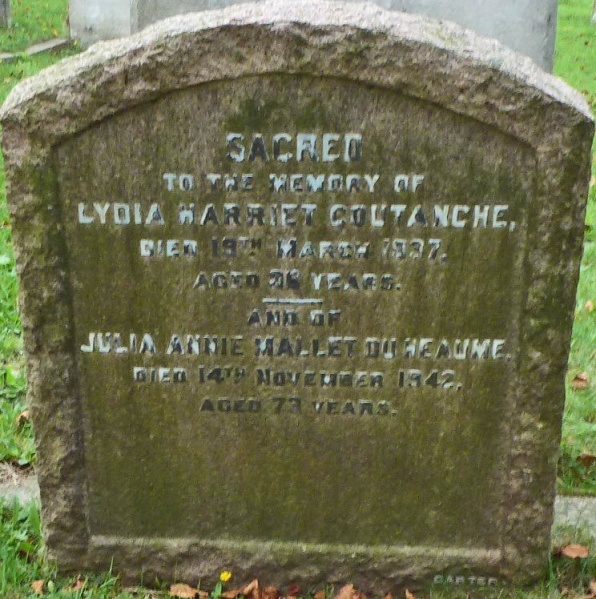 SACRED
TO THE MEMORY OF
LYDIA HARRIET COUTANCHE,
DIED 19TH MARCH 1937.
AGED YEARS.
AND OF
JULIA ANNIE MALLET DU HEAUME,
DIED 14TH NOVEMBER 1942,
AGED 73 YEARS.
CARTER